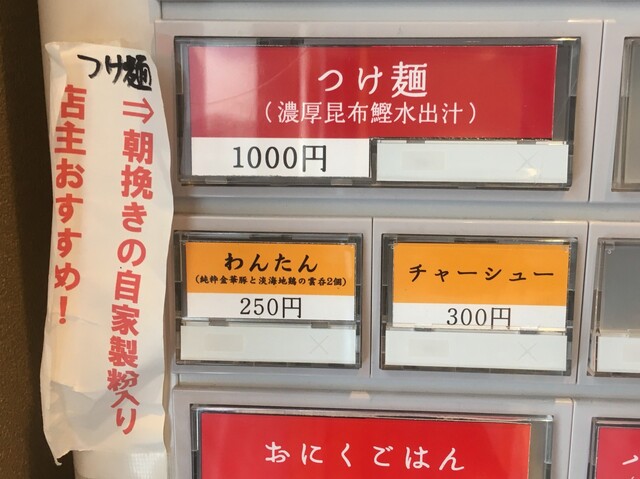 つけ麺
⇒朝挽きの自家製粉入り
店主おすすめ!
つけ麺
(濃厚昆布鰹水出汁)
1000円
わんたん
(純粋金華豚と淡海地鶏の雲呑2個)
250円
チャーシュー
300円
おにくごはん